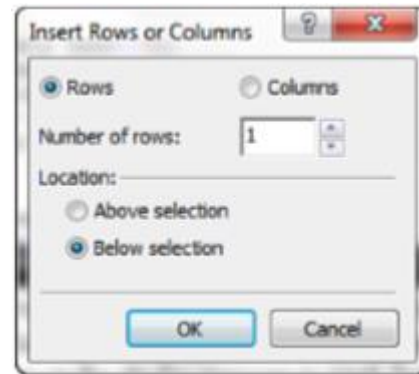 Insert Rows or Columns
Rows Columns
Number of rows: 1
Location:
Above selection
Below selection
OK Cancel